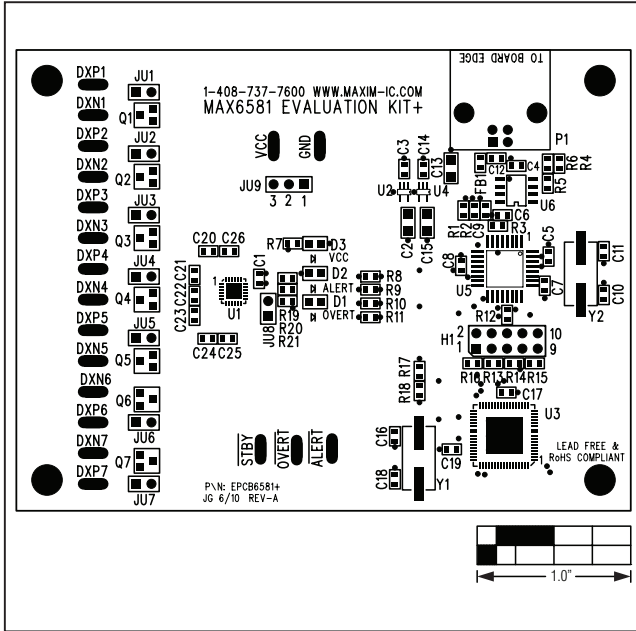 TO BOARD EDGE
1-408-737-7600 WWW.MAXIM-IC.COM
MAX6581 EVALUATION KIT+
DXP1
JU1
DXN1
Q1
DXP2
JU2
DXN2
Q2
DXP3
JU3
DXN3
Q3
DXP4
JU4
DXN4
Q4
DXP5
JU5
DXN5
Q5
DXN6
Q6
DXP6
JU6
DXN7
Q7
DXP7
JU7
VCC
GND
JU9
3 2 1
C20 C26
C21
C22
C23
1
U1
C24 C25
C1
R7
D3
VCC
D2
ALERT
D1
OVERT
R19
R20
R21
JU8
R8
R9
R10
R11
C3
C14
C13
U2
U4
C2
C15
P1
C12
C4
R6
R4
FB1
R5
U6
R1
R2
C9
C6
R3
1
C8
U5
C5
C7
C11
C10
Y2
R12
H1
2 10
1 9
R16 R13 R14 R15
R17
R18
C17
U3
1
C16
C18
C19
Y1
STBY
OVERT
ALERT
LEAD FREE &
RoHS COMPLIANT
P\N: EPCB6581+
JG 6/10 REV-A
1.0"